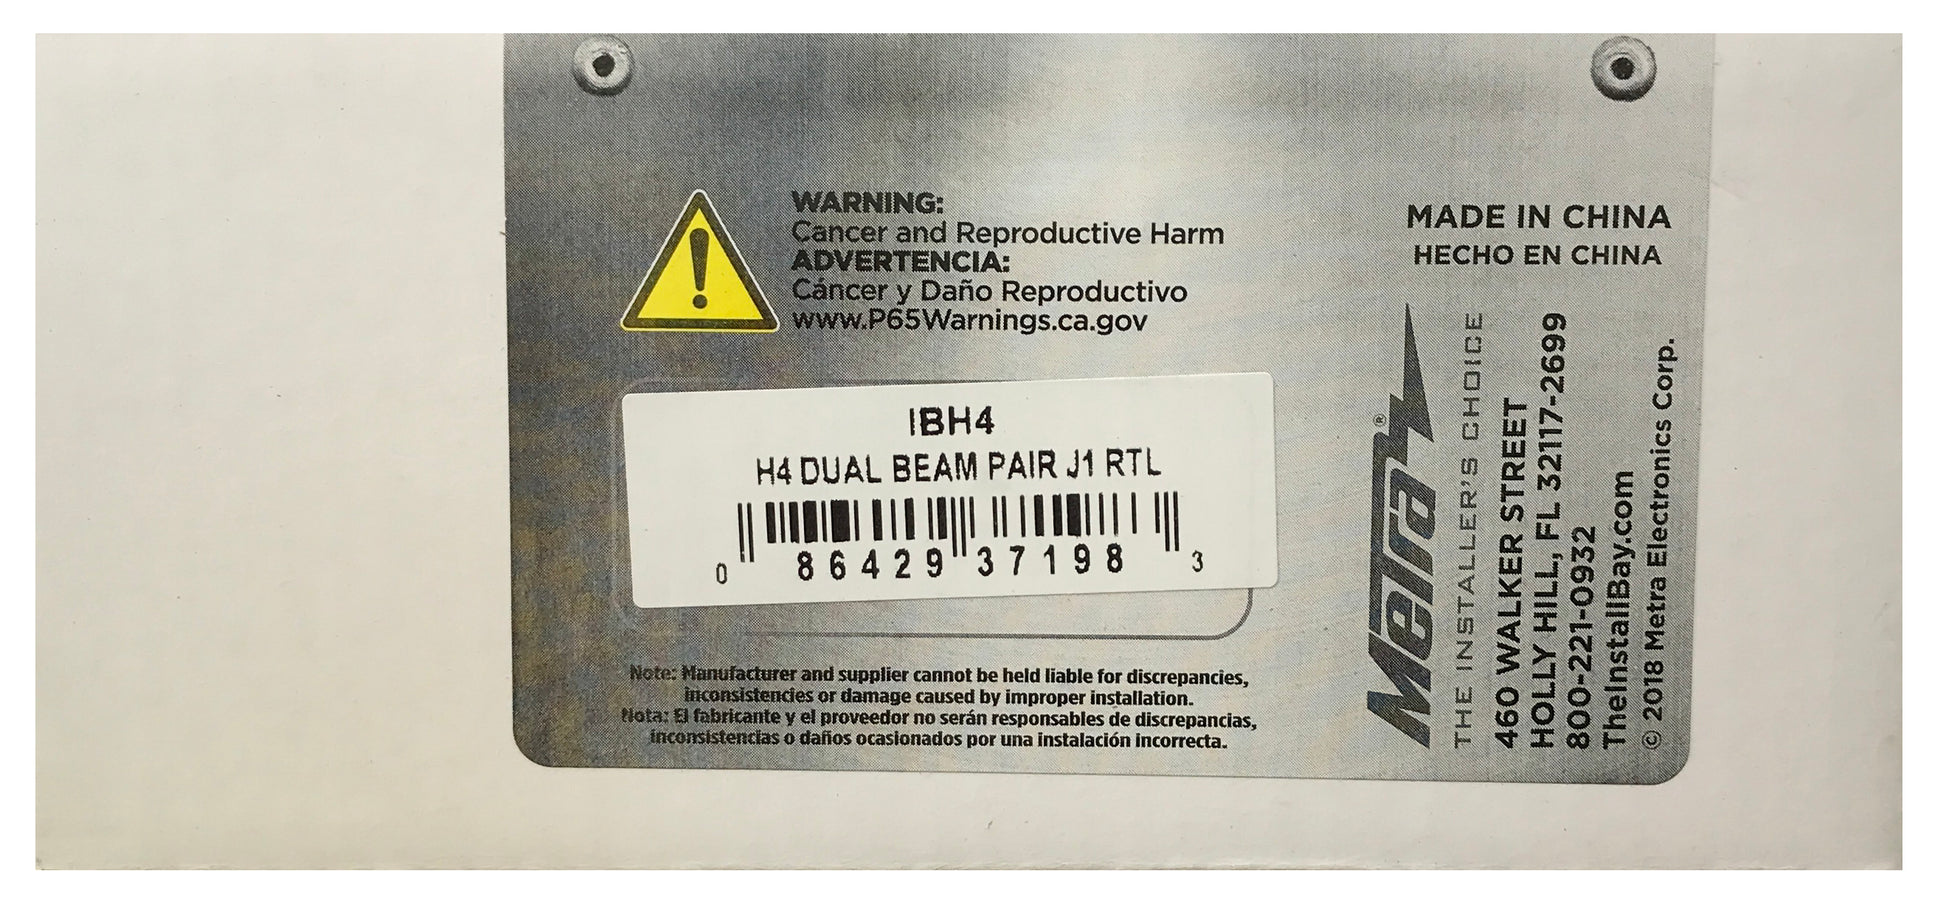 WARNING:
Cancer and Reproductive Harm
ADVERTENCIA:
Cáncer y Daño Reproductivo
www.P65Warnings.ca.gov
IBH4
H4 DUAL BEAM PAIR J1 RTL
0 86429 37198 3
Note: Manufacturer and supplier cannot be held liable for discrepancies,
inconsistencies or damage caused by improper installation.
Nota: El fabricante y el proveedor no serán responsables de discrepancias,
inconsistencias o daños ocasionados por una instalación incorrecta.
MADE IN CHINA
HECHO EN CHINA
Metra®
THE INSTALLER'S CHOICE
460 WALKER STREET
HOLLY HILL, FL 32117-2699
800-221-0932
TheInstallBay.com
© 2018 Metra Electronics Corp.